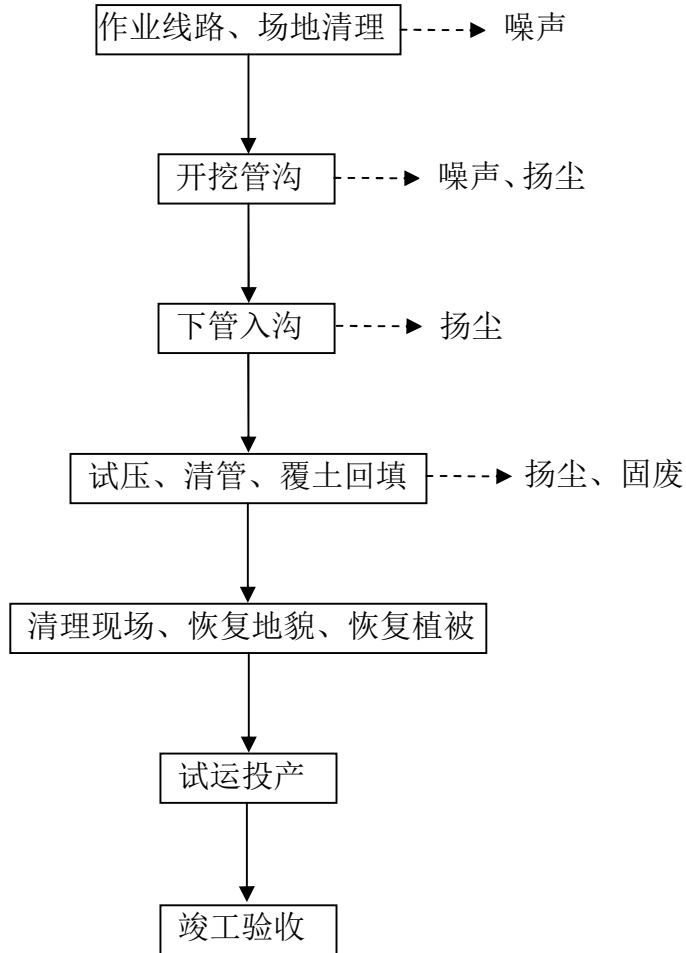 作业线路、场地清理 噪声
开挖管沟 噪声、扬尘
下管入沟 扬尘
试压、清管、覆土回填 扬尘、固废
清理现场、恢复地貌、恢复植被
试运投产
竣工验收